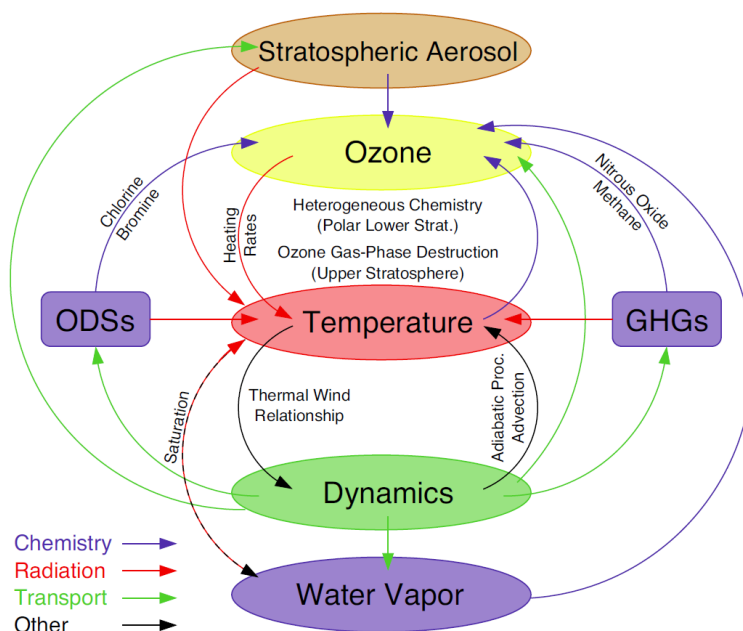 Stratospheric Aerosol
Ozone
Chlorine
Bromine
Nitrous Oxide
Methane
Heating
Rates
Heterogeneous Chemistry
(Polar Lower Strat.)
Ozone Gas-Phase Destruction
(Upper Stratosphere)
ODSs
Temperature
GHGs
Saturation
Thermal Wind
Relationship
Adiabatic Proc.
Advection
Dynamics
Water Vapor
Chemistry
Radiation
Transport
Other